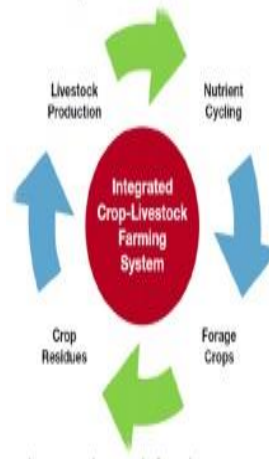 Livestock
Production
Nutrient
Cycling
Integrated
Crop-Livestock
Farming
System
Crop
Residues
Forage
Crops